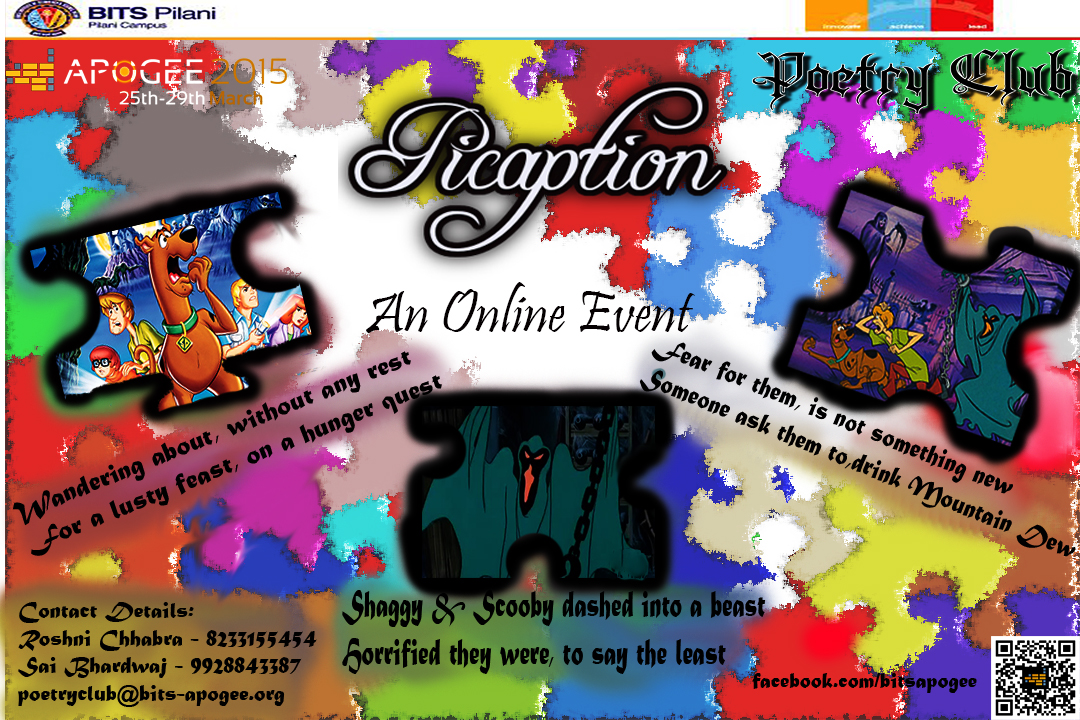 BITS Pilani
Pilani Campus
innovate achieve lead
APOGEE 2015
25th-29th March
Poetry Club
Picaption
An Online Event
Wandering about, without any rest
For a lusty feast, on a hunger quest
Fear for them, is not something new
Someone ask them to,drink Mountain Dew
Shaggy & Scooby dashed into a beast
Horrified they were, to say the least
Contact Details:
Roshni Chhabra - 8233155454
Sai Bhardwaj - 9928843387
poetryclub@bits-apogee.org
facebook.com/bitsapogee